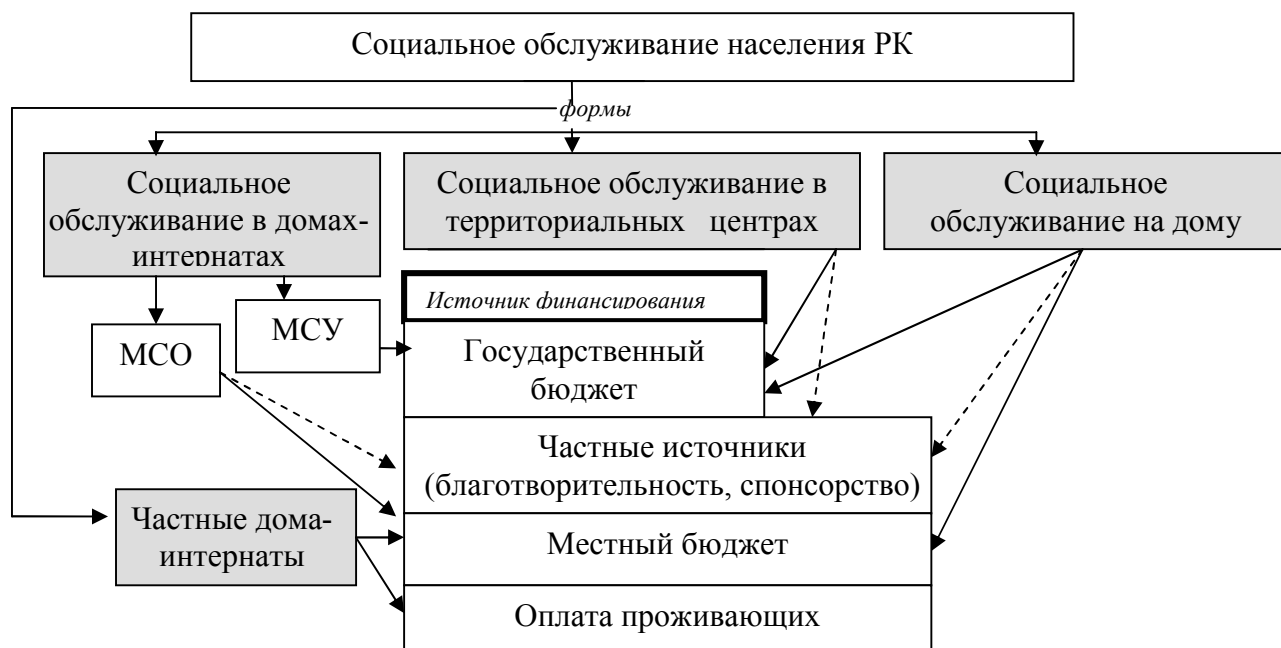 Социальное обслуживание населения РК
формы
Социальное
обслуживание в домах-
интернатах
Социальное обслуживание в
территориальных центрах
Социальное
обслуживание на дому
Источник финансирования
МСО
МСУ
Государственный
бюджет
Частные источники
(благотворительность, спонсорство)
Частные дома-
интернаты
Местный бюджет
Оплата проживающих